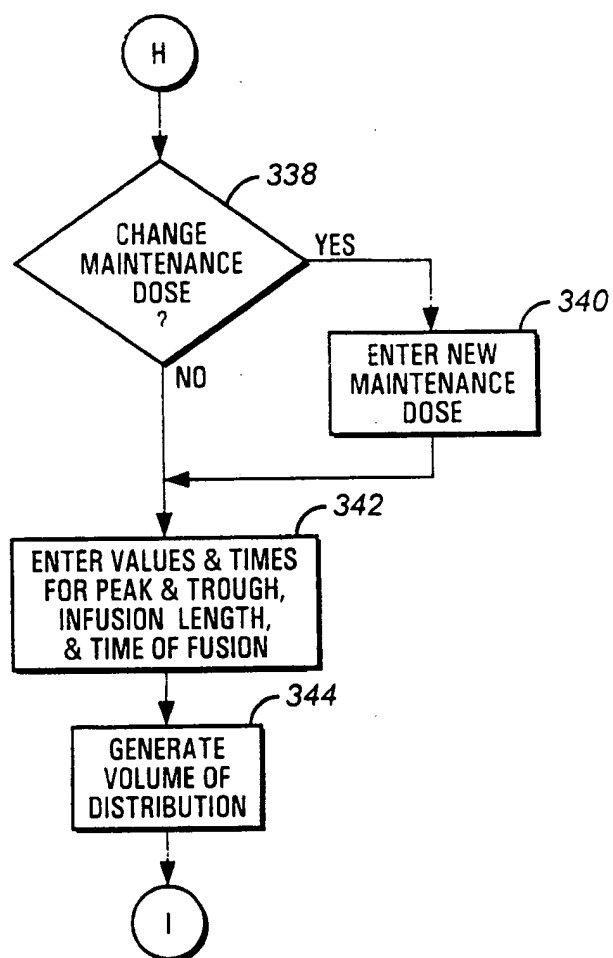 H
338
CHANGE
MAINTENANCE
DOSE
?
YES
NO
340
ENTER NEW
MAINTENANCE
DOSE
342
ENTER VALUES & TIMES
FOR PEAK & TROUGH,
INFUSION LENGTH,
& TIME OF FUSION
344
GENERATE
VOLUME OF
DISTRIBUTION
I